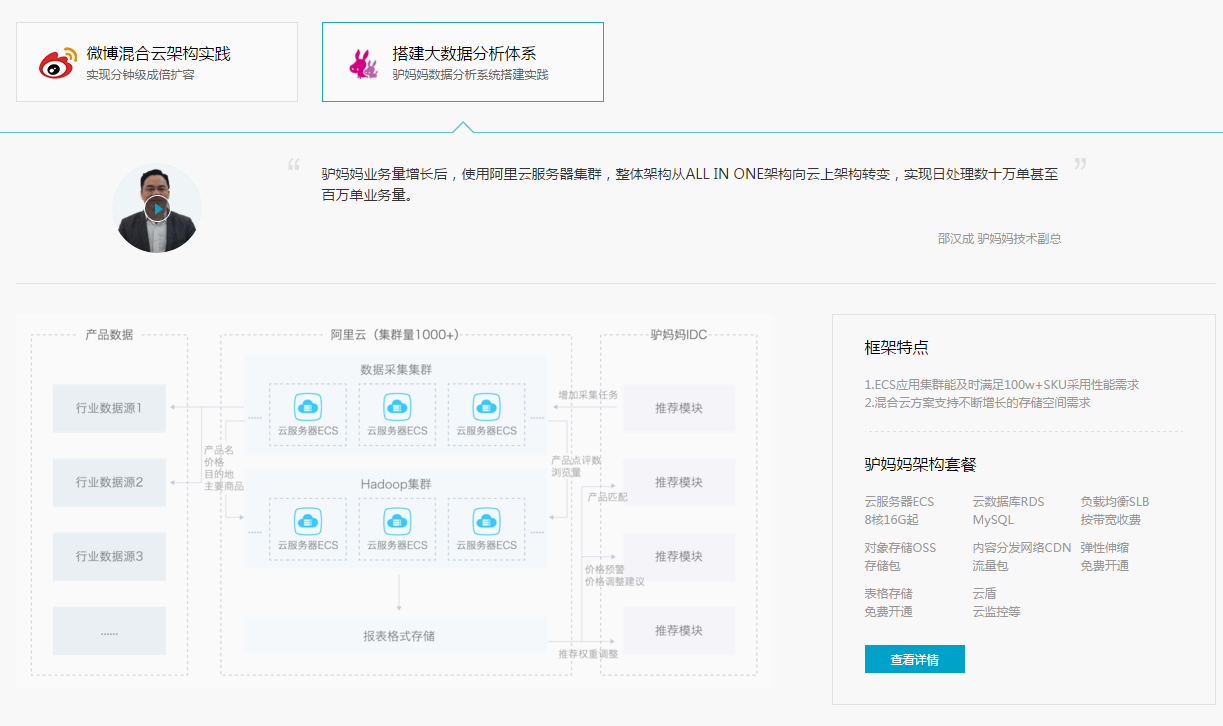 微博混合云架构实践
实现分钟级成倍扩容
搭建大数据分析体系
驴妈妈数据分析系统搭建实践
“
驴妈妈业务量增长后，使用阿里云服务器集群，整体架构从ALL IN ONE架构向云上架构转变，实现日处理数十万单甚至
百万单业务量。
”
邵汉成 驴妈妈技术副总
产品数据
行业数据源1
行业数据源2
行业数据源3
......
产品名
价格
目的地
主要商品
阿里云（集群量1000+）
数据采集集群
.....
云服务器ECS
云服务器ECS
云服务器ECS
.....
Hadoop集群
.....
云服务器ECS
云服务器ECS
云服务器ECS
.....
报表格式存储
增加采集任务
产品点评数
浏览量
产品匹配
价格预警
价格调整建议
推荐权重调整
驴妈妈IDC
推荐模块
推荐模块
推荐模块
推荐模块
框架特点
1.ECS应用集群能及时满足100w+SKU采用性能需求
2.混合云方案支持不断增长的存储空间需求
驴妈妈架构套餐
云服务器ECS
8核16G起
云数据库RDS
MySQL
负载均衡SLB
按带宽收费
对象存储OSS
存储包
内容分发网络CDN
流量包
弹性伸缩
免费开通
表格存储
免费开通
云盾
云监控等
查看详情